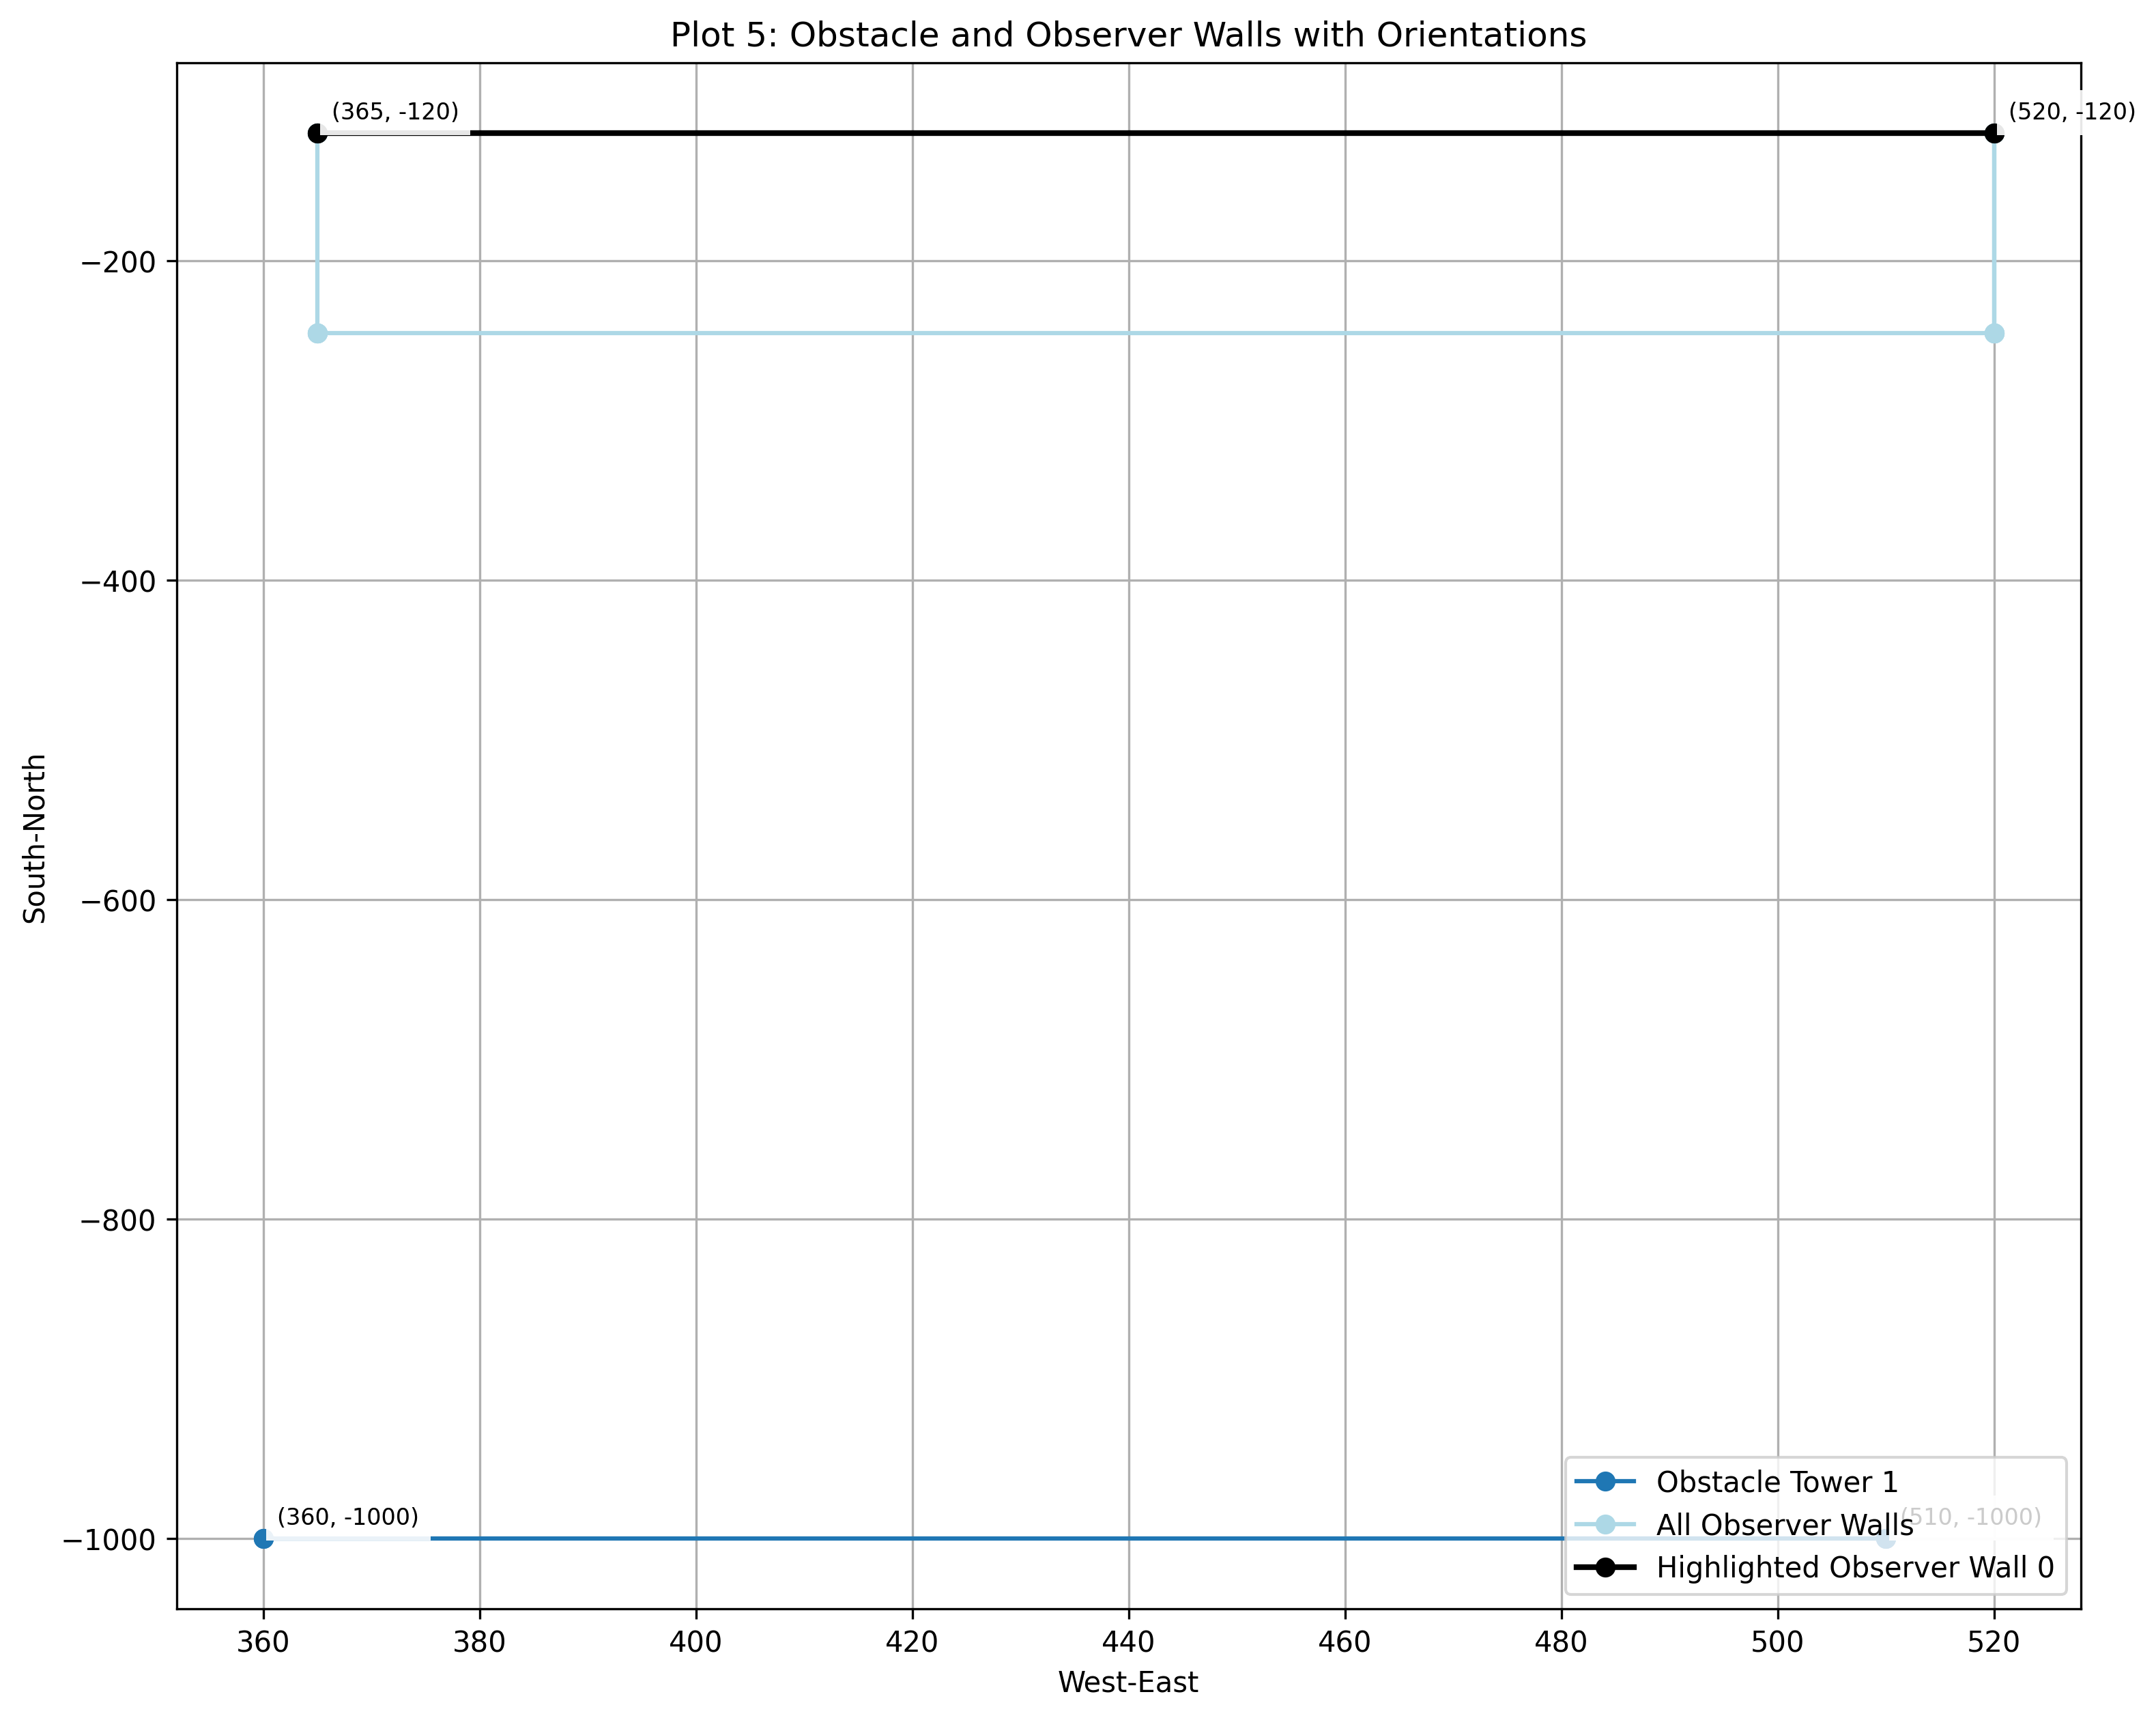 Plot 5: Obstacle and Observer Walls with Orientations
(365, -120)
(520, -120)
−200
−400
−600
−800
−1000
South-North
(360, -1000)
(510, -1000)
Obstacle Tower 1
All Observer Walls
Highlighted Observer Wall 0
360 380 400 420 440 460 480 500 520
West-East